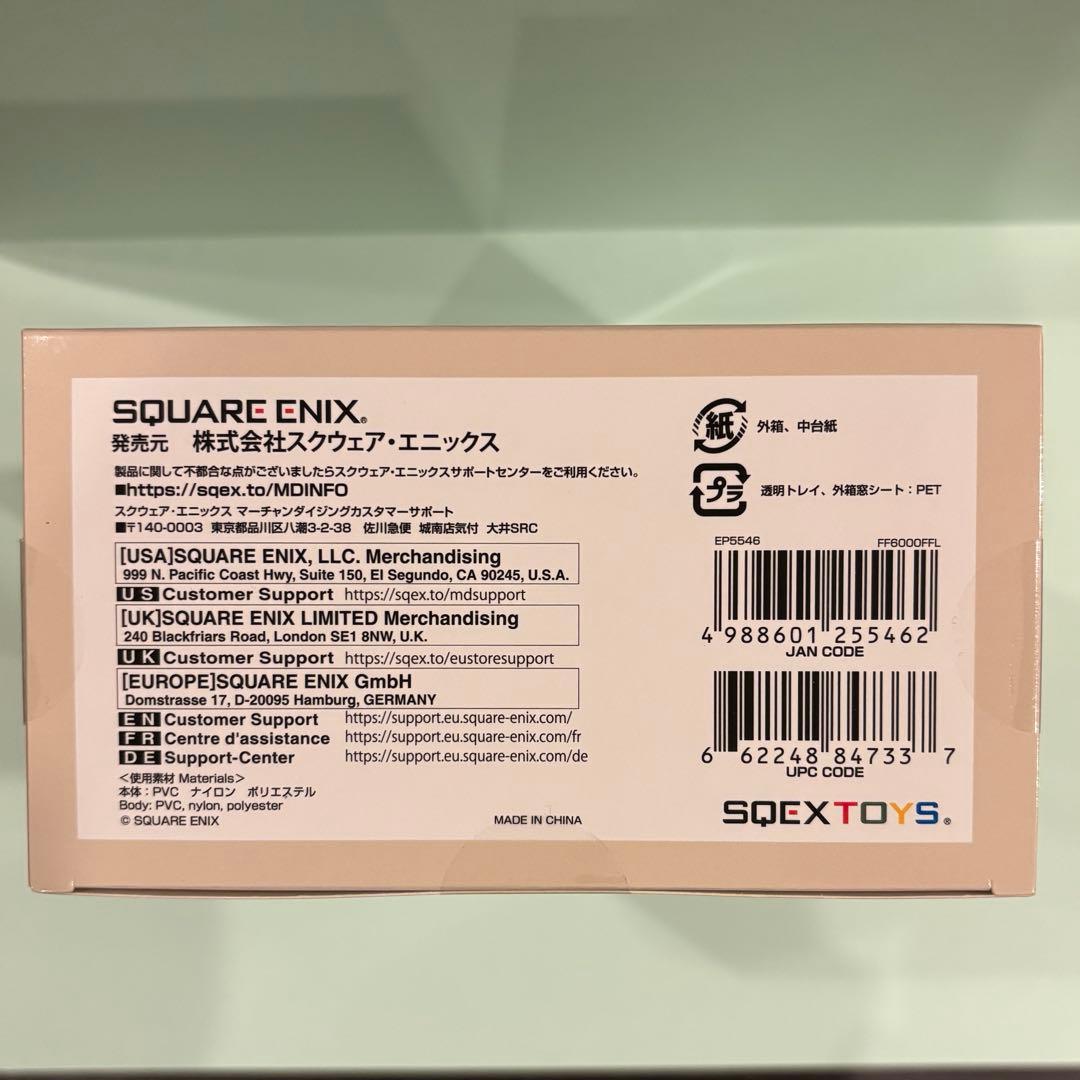 SQUARE ENIX®
発売元 株式会社スクウェア・エニックス
製品に関して不都合な点がございましたらスクウェア・エニックスサポートセンターをご利用ください。
■https://sqex.to/MDINFO
スクウェア・エニックス マーチャンダイジングカスタマーサポート
■〒140-0003 東京都品川区八潮3-2-38 佐川急便 城南店気付 大井SRC
[USA]SQUARE ENIX, LLC. Merchandising
999 N. Pacific Coast Hwy, Suite 150, El Segundo, CA 90245, U.S.A.
US Customer Support https://sqex.to/mdsupport
[UK]SQUARE ENIX LIMITED Merchandising
240 Blackfriars Road, London SE1 8NW, U.K.
UK Customer Support https://sqex.to/eustoresupport
[EUROPE]SQUARE ENIX GmbH
Domstrasse 17, D-20095 Hamburg, GERMANY
EN Customer Support https://support.eu.square-enix.com/
FR Centre d'assistance https://support.eu.square-enix.com/fr
DE Support-Center https://support.eu.square-enix.com/de
＜使用素材 Materials＞
本体：PVC ナイロン ポリエステル
Body: PVC, nylon, polyester
© SQUARE ENIX
MADE IN CHINA
紙 外箱、中台紙
プラ 透明トレイ、外箱窓シート：PET
EP5546 FF6000FFL
4 988601 255462
JAN CODE
6 62248 84733 7
UPC CODE
SQEX TOYS®